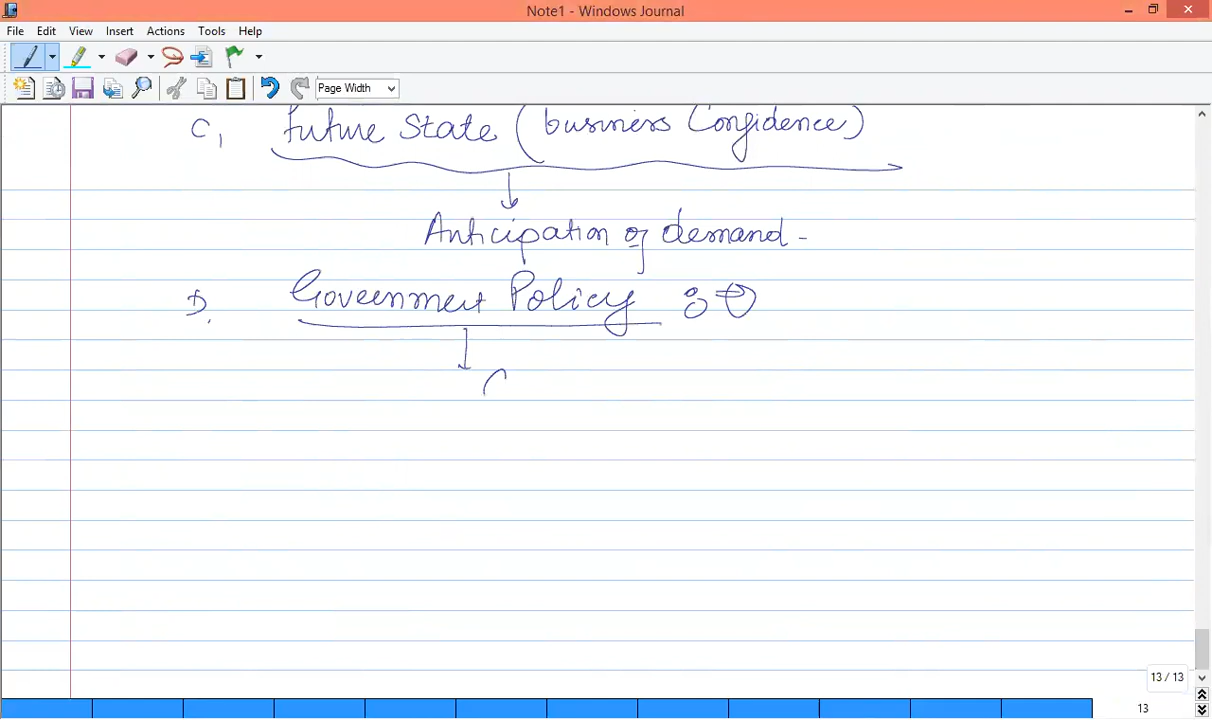 Note1 - Windows Journal
File Edit View Insert Actions Tools Help
Page Width
C, Future State (business Confidence)
Anticipation of demand -
D. Government Policy
13 / 13
13